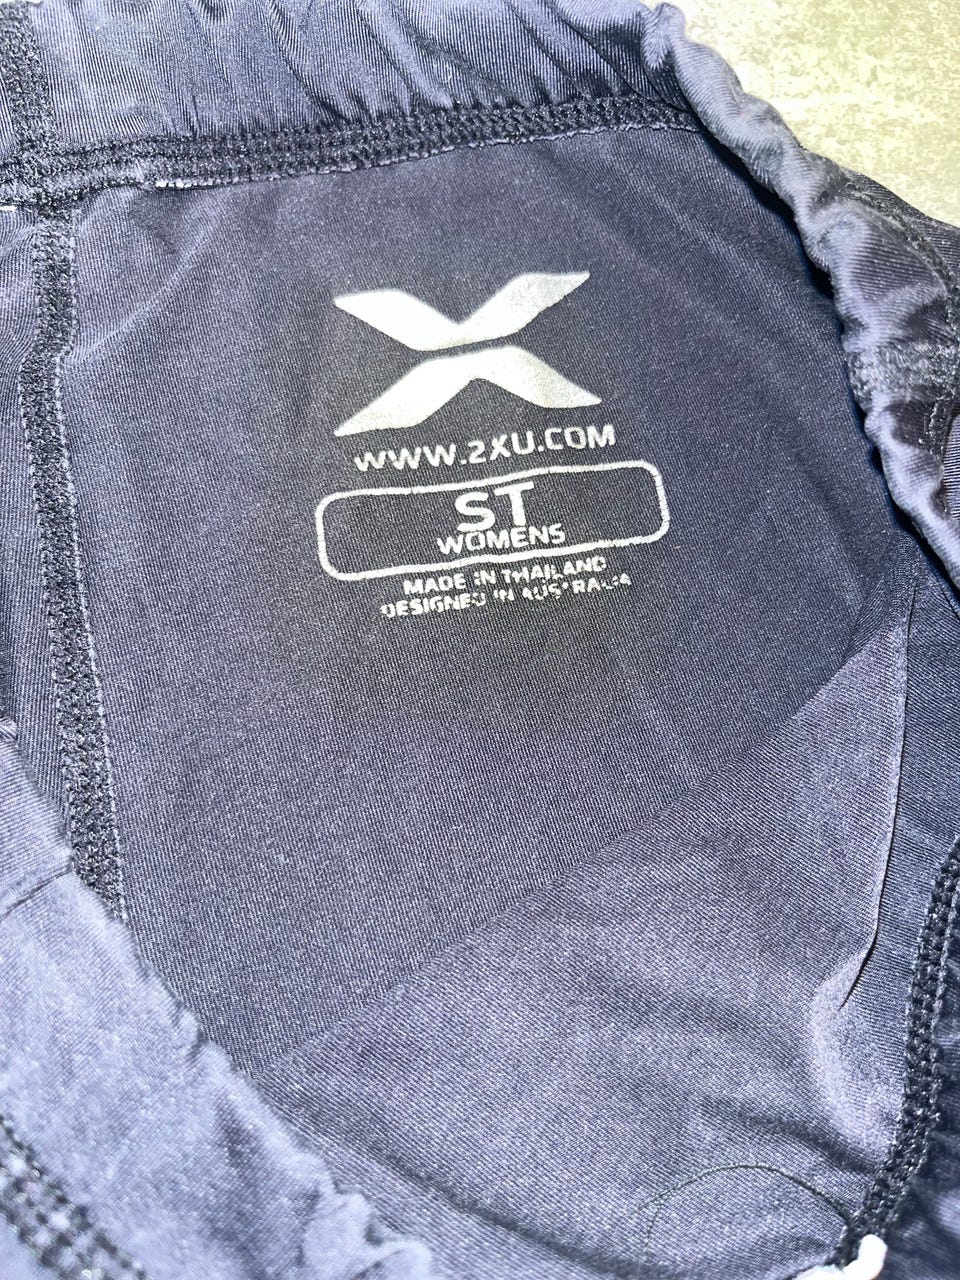 X
WWW.2XU.COM
ST
WOMENS
MADE IN THAILAND
DESIGNED IN AUSTRALIA